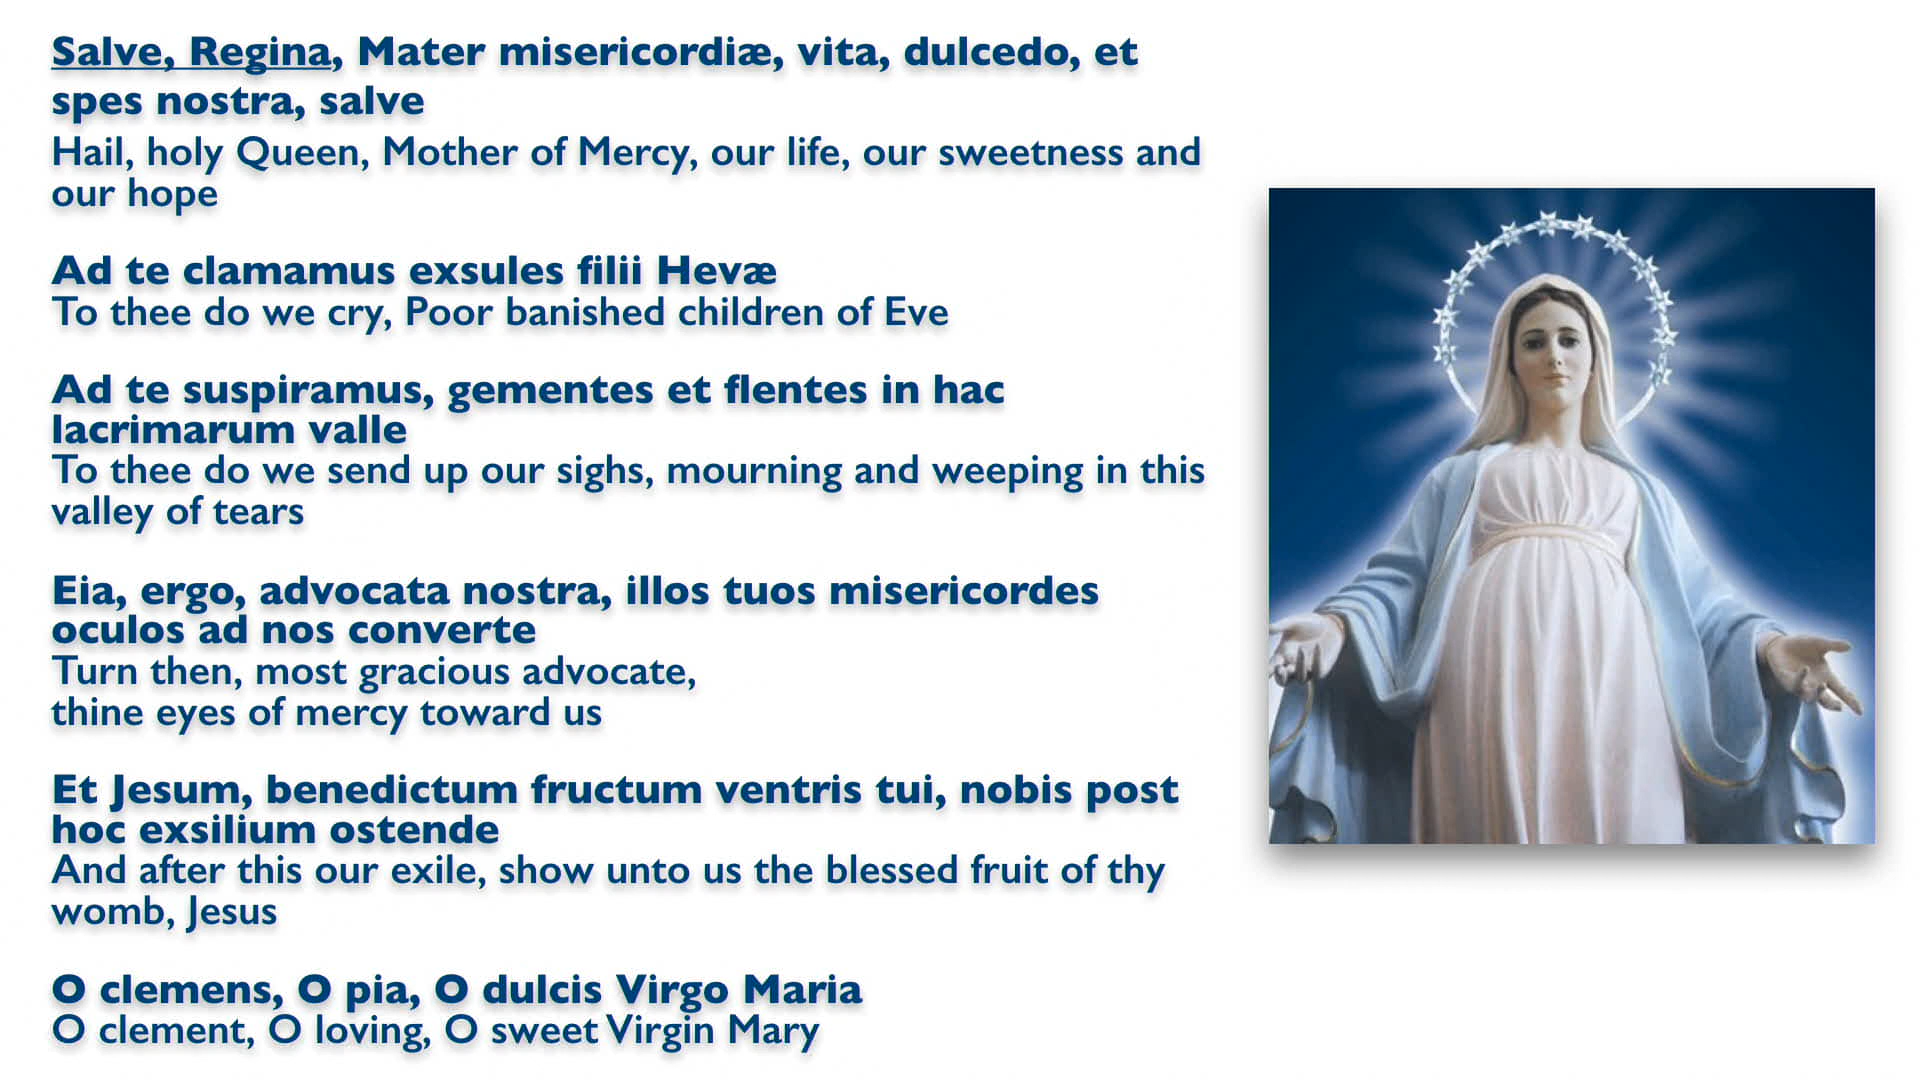 Salve, Regina, Mater misericordiæ, vita, dulcedo, et
spes nostra, salve
Hail, holy Queen, Mother of Mercy, our life, our sweetness and
our hope
Ad te clamamus exsules filii Hevæ
To thee do we cry, Poor banished children of Eve
Ad te suspiramus, gementes et flentes in hac
lacrimarum valle
To thee do we send up our sighs, mourning and weeping in this
valley of tears
Eia, ergo, advocata nostra, illos tuos misericordes
oculos ad nos converte
Turn then, most gracious advocate,
thine eyes of mercy toward us
Et Jesum, benedictum fructum ventris tui, nobis post
hoc exsilium ostende
And after this our exile, show unto us the blessed fruit of thy
womb, Jesus
O clemens, O pia, O dulcis Virgo Maria
O clement, O loving, O sweet Virgin Mary